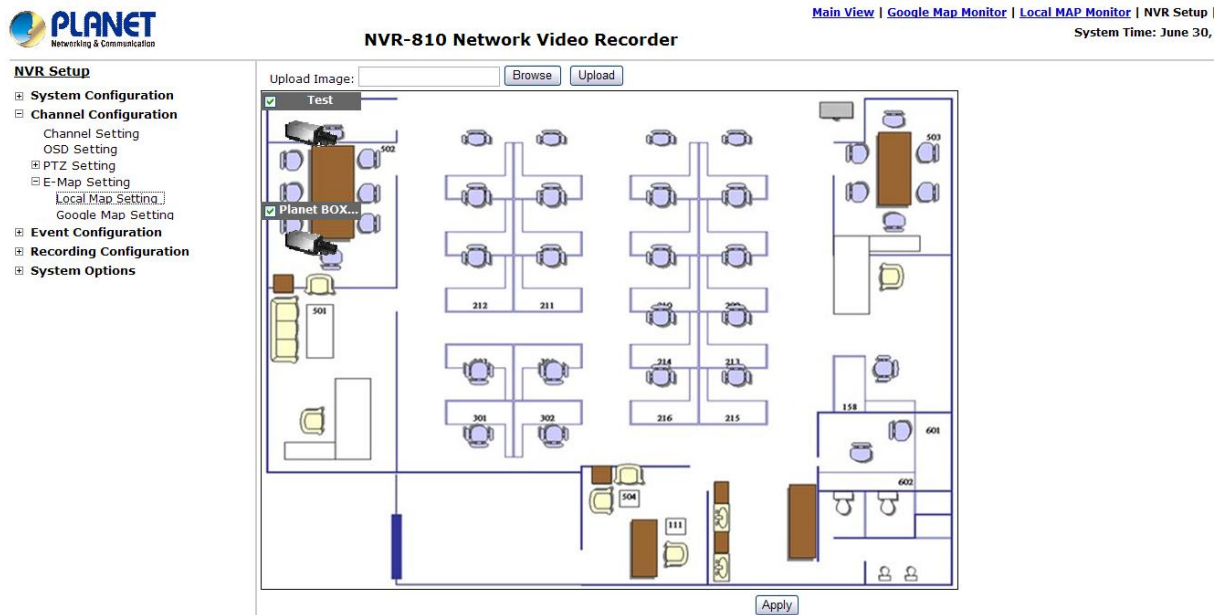 PLANET
Networking & Communication
Main View | Google Map Monitor | Local MAP Monitor | NVR Setup |
NVR-810 Network Video Recorder
System Time: June 30,
NVR Setup
System Configuration
Channel Configuration
Channel Setting
OSD Setting
PTZ Setting
E-Map Setting
Local Map Setting
Google Map Setting
Event Configuration
Recording Configuration
System Options
Upload Image:
Browse
Upload
Test
502
503
Planet BOX...
212
211
501
214
213
301
302
216
215
158
601
602
504
111
Apply